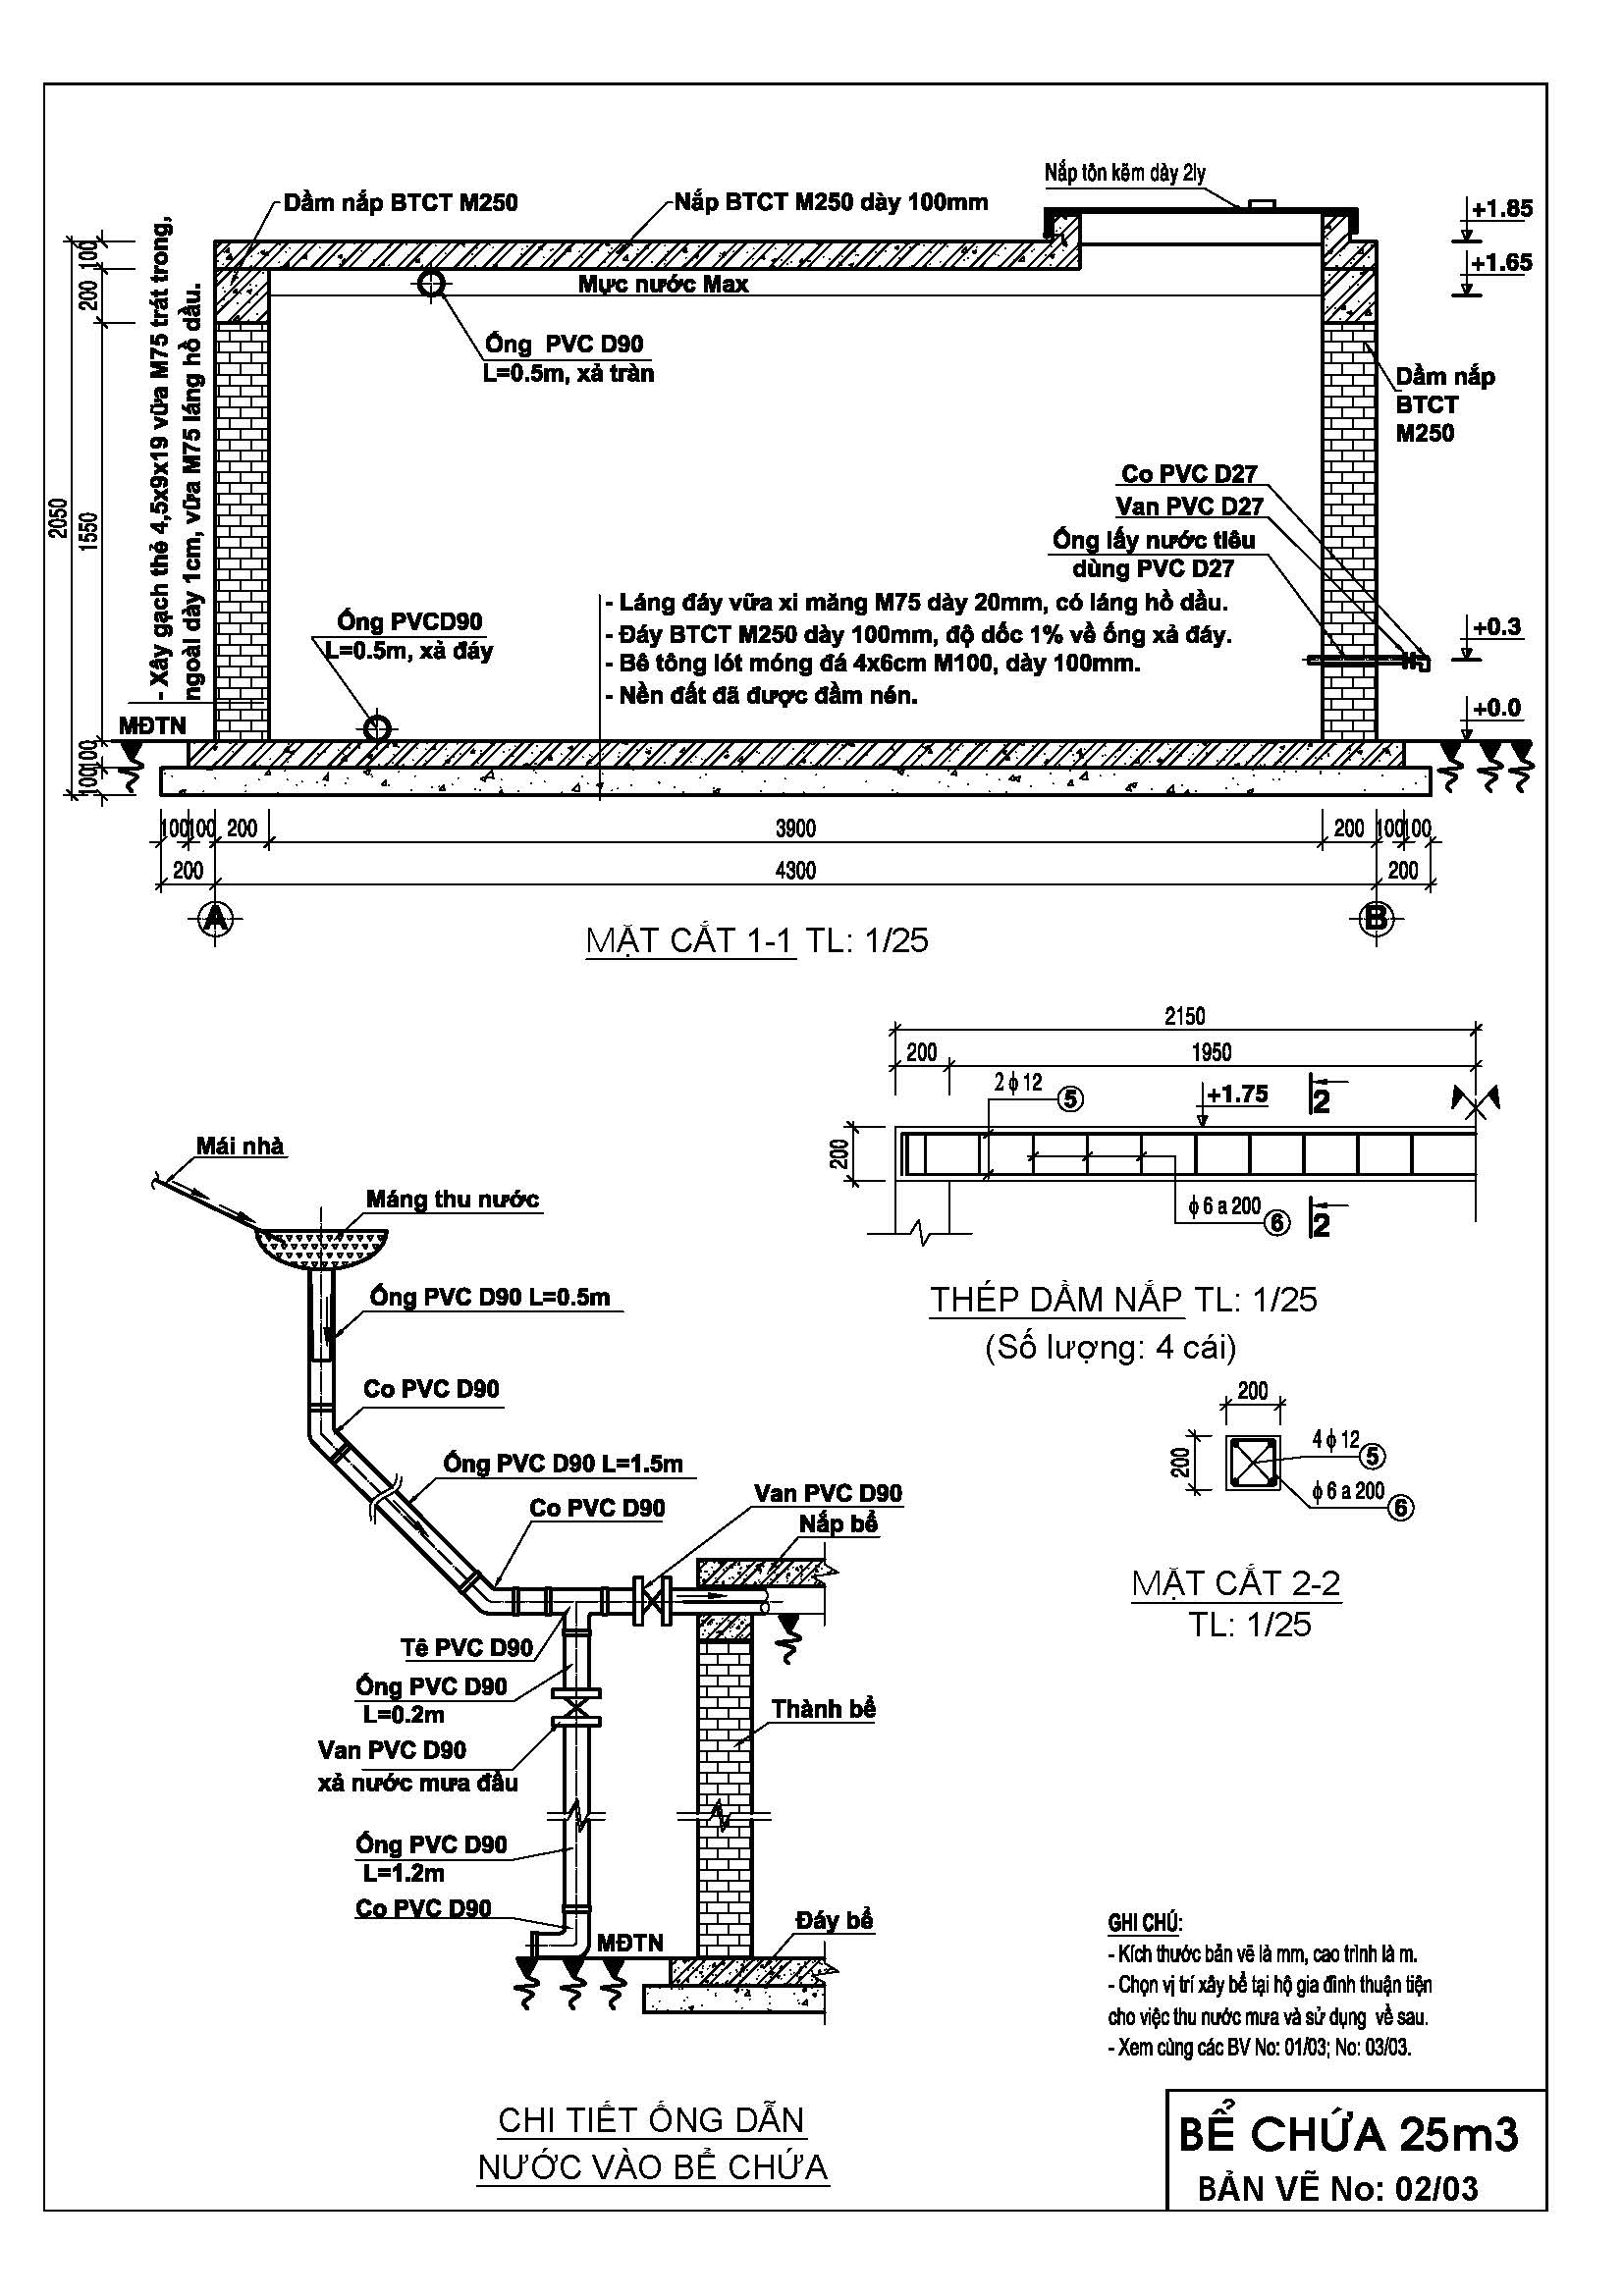 Nắp tôn kẽm dày 2ly
Dầm nắp BTCT M250
Nắp BTCT M250 dày 100mm
+1.85
+1.65
Mực nước Max
100
200
1550
2050
100
100
- Xây gạch thẻ 4,5x9x19 vữa M75 trát trong,
ngoài dày 1cm, vữa M75 láng hồ dầu.
Ống PVC D90
L=0.5m, xả tràn
Dầm nắp
BTCT
M250
Co PVC D27
Van PVC D27
Ống lấy nước tiêu
dùng PVC D27
Ống PVCD90
L=0.5m, xả đáy
- Láng đáy vữa xi măng M75 dày 20mm, có láng hồ dầu.
- Đáy BTCT M250 dày 100mm, độ dốc 1% về ống xả đáy.
- Bê tông lót móng đá 4x6cm M100, dày 100mm.
- Nền đất đã được đầm nén.
+0.3
+0.0
MĐTN
100 100 200 3900 200 100 100
200 4300 200
A B
MẶT CẮT 1-1 TL: 1/25
2150
200 1950
2 ϕ 12 5
+1.75
2
200
ϕ 6 a 200 6
2
THÉP DẦM NẮP TL: 1/25
(Số lượng: 4 cái)
200
200
4 ϕ 12 5
ϕ 6 a 200 6
MẶT CẮT 2-2
TL: 1/25
Mái nhà
Máng thu nước
Ống PVC D90 L=0.5m
Co PVC D90
Ống PVC D90 L=1.5m
Co PVC D90
Van PVC D90
Nắp bể
Tê PVC D90
Ống PVC D90
L=0.2m
Van PVC D90
xả nước mưa đầu
Thành bể
Ống PVC D90
L=1.2m
Co PVC D90
MĐTN
Đáy bể
CHI TIẾT ỐNG DẪN
NƯỚC VÀO BỂ CHỨA
GHI CHÚ:
- Kích thước bản vẽ là mm, cao trình là m.
- Chọn vị trí xây bể tại hộ gia đình thuận tiện
cho việc thu nước mưa và sử dụng về sau.
- Xem cùng các BV No: 01/03; No: 03/03.
BỂ CHỨA 25m3
BẢN VẼ No: 02/03